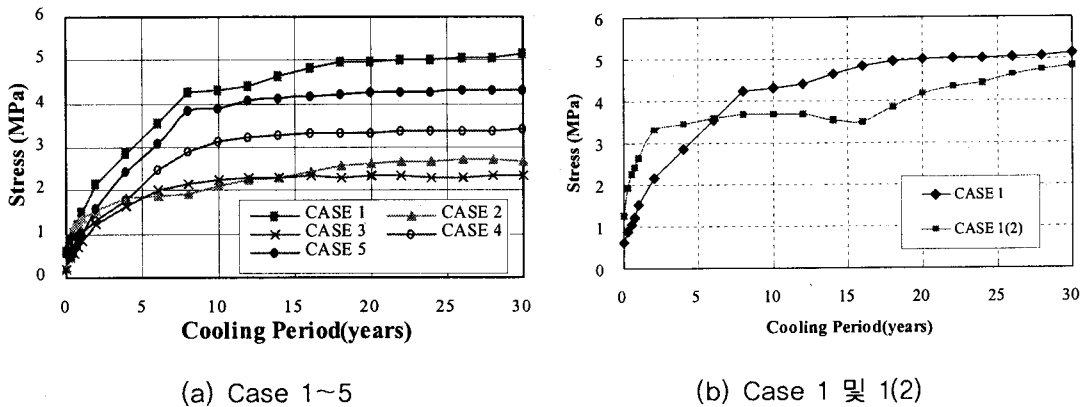 6
5
4
3
2
1
0
Stress (MPa)
CASE 1
CASE 2
CASE 3
CASE 4
CASE 5
0 5 10 15 20 25 30
Cooling Period(years)
(a) Case 1~5
6
5
4
3
2
1
0
Stress (MPa)
CASE 1
CASE 1(2)
0 5 10 15 20 25 30
Cooling Period(years)
(b) Case 1 및 1(2)